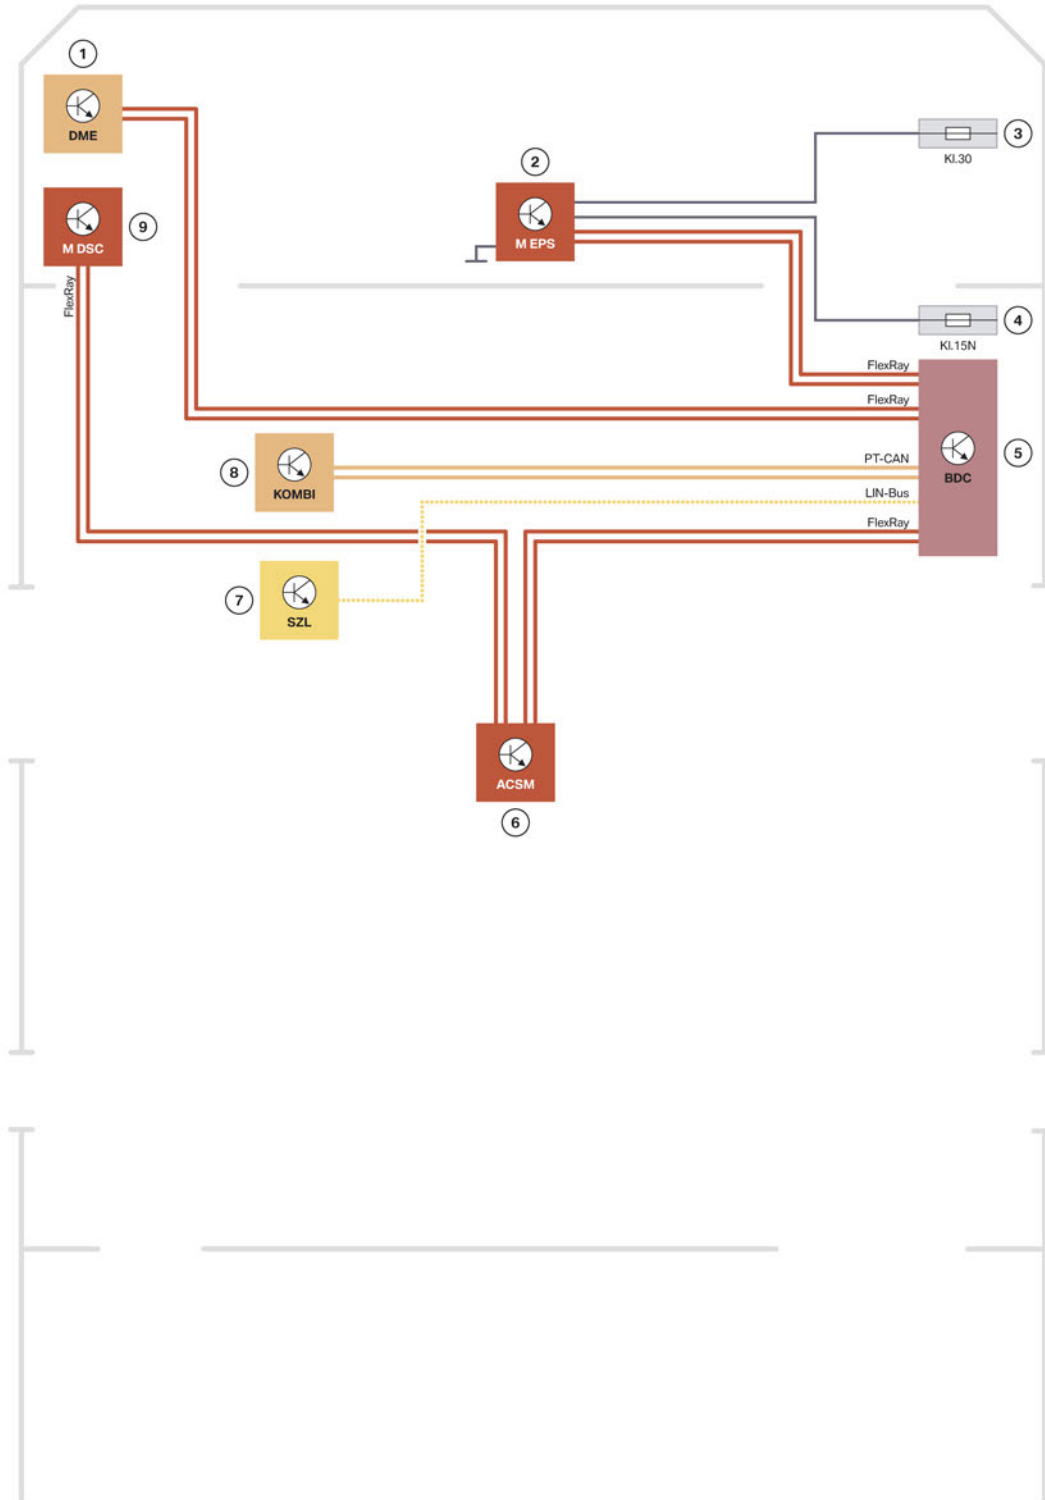 1
DME
2
3
Kl.30
M EPS
9
M DSC
FlexRay
4
Kl.15N
FlexRay
FlexRay
8
KOMBI
PT-CAN
BDC
5
LIN-Bus
FlexRay
7
SZL
ACSM
6